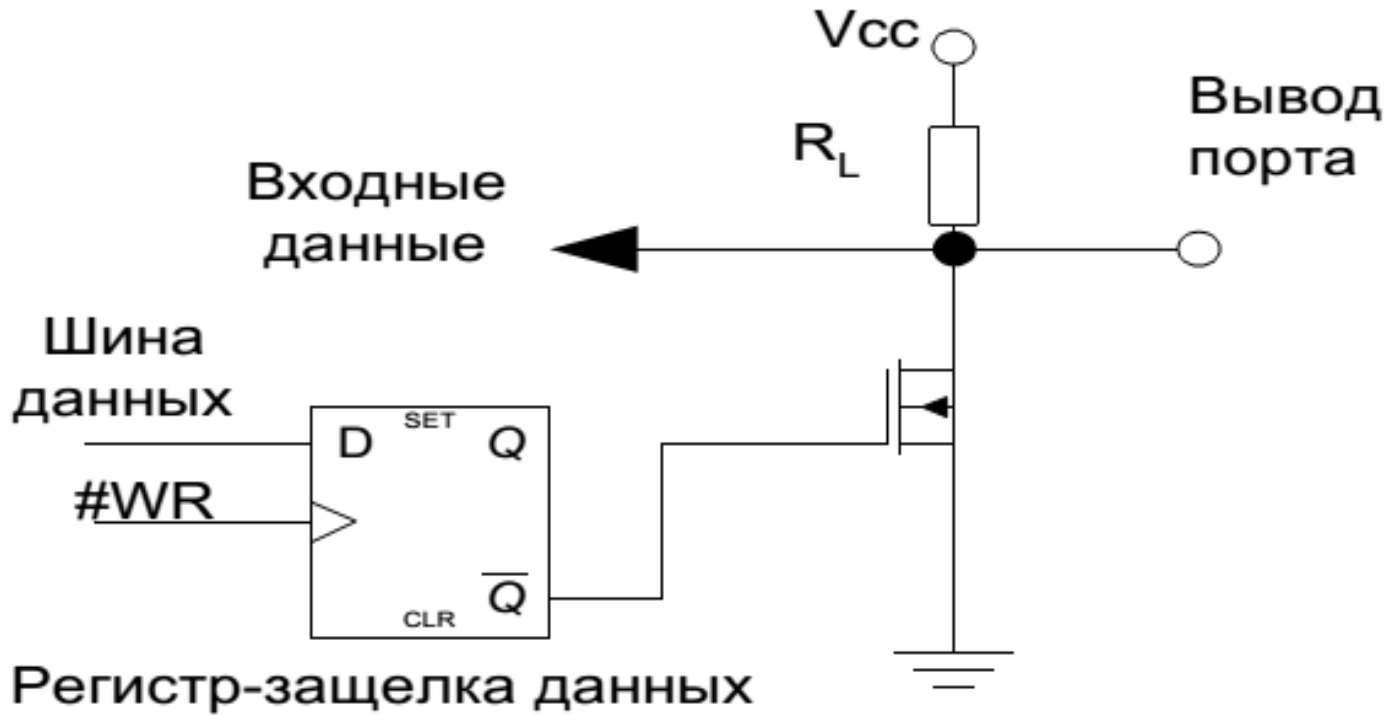 Vcc
Вывод
порта
R_L
Входные
данные
Шина
данных
SET
D
Q
#WR
Q̅
CLR
Регистр-защелка данных